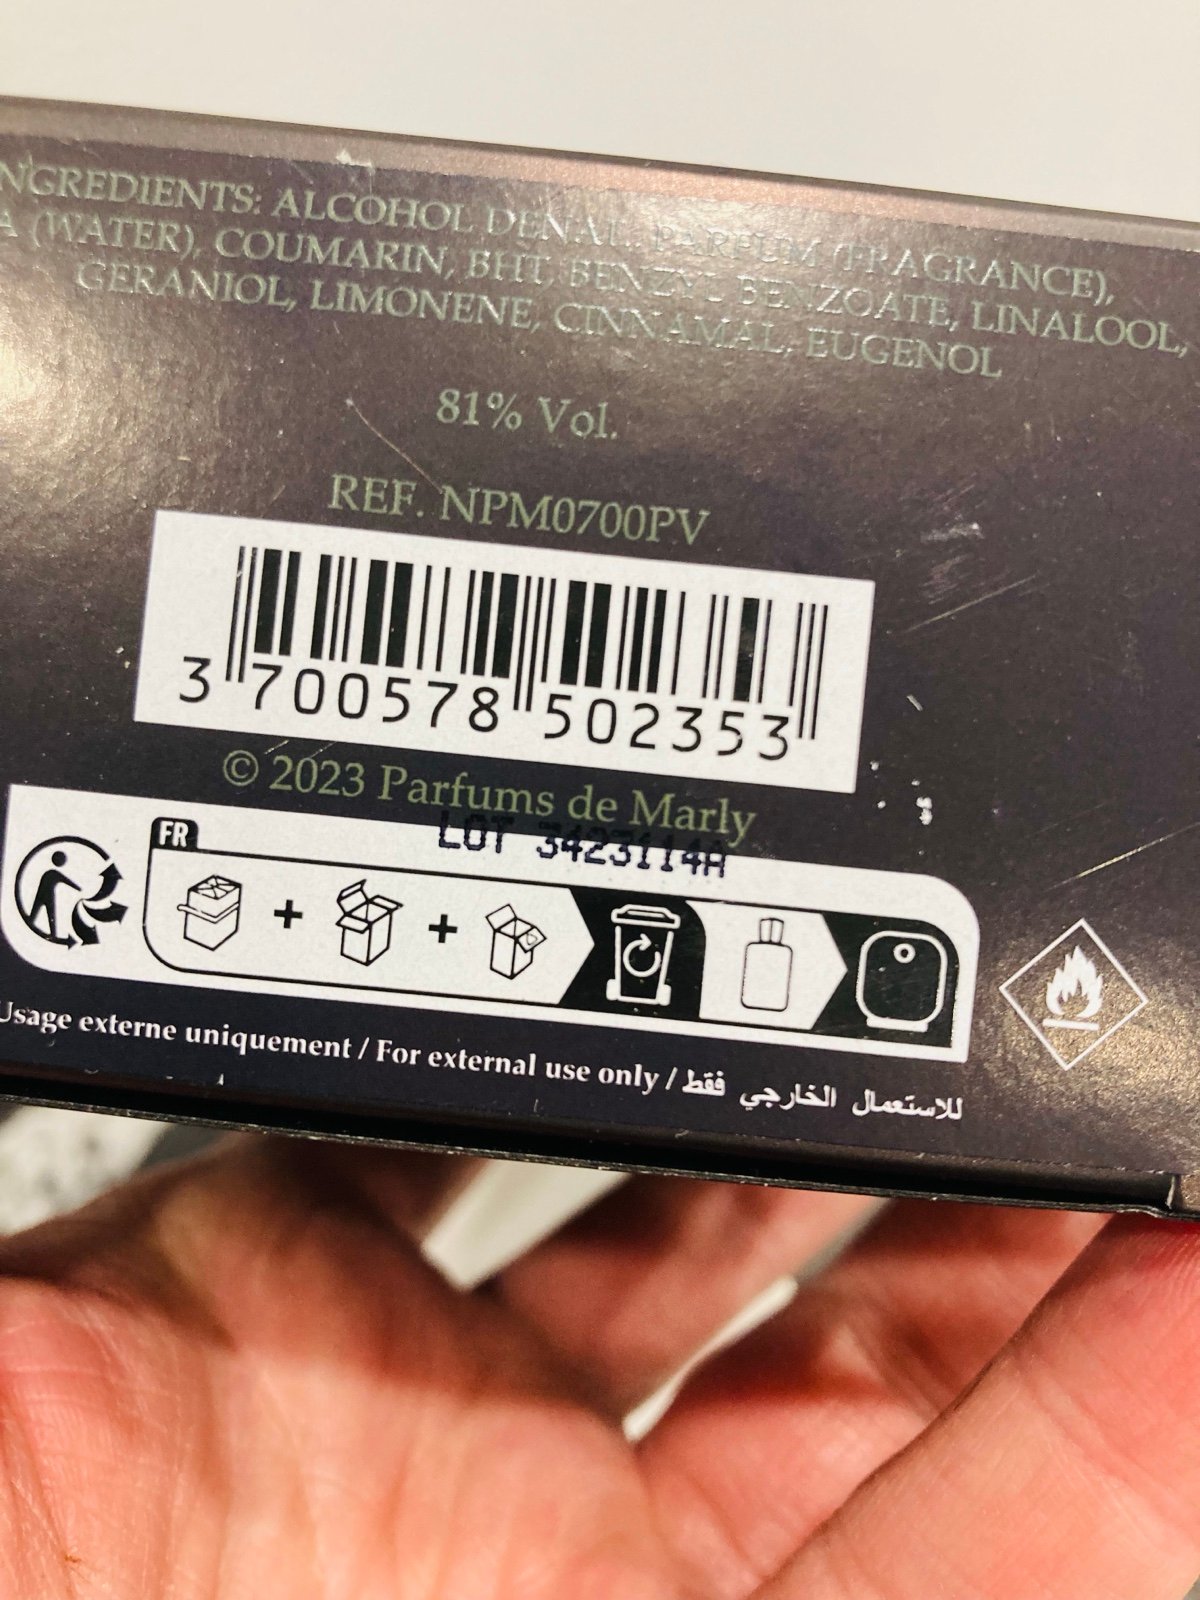 NGREDIENTS: ALCOHOL DENAT., PARFUM (FRAGRANCE),
A (WATER), COUMARIN, BHT, BENZYL BENZOATE, LINALOOL,
GERANIOL, LIMONENE, CINNAMAL, EUGENOL
81% Vol.
REF. NPM0700PV
3 700578 502353
© 2023 Parfums de Marly
LOT 3423114A
FR
Usage externe uniquement / For external use only / للاستعمال الخارجي فقط